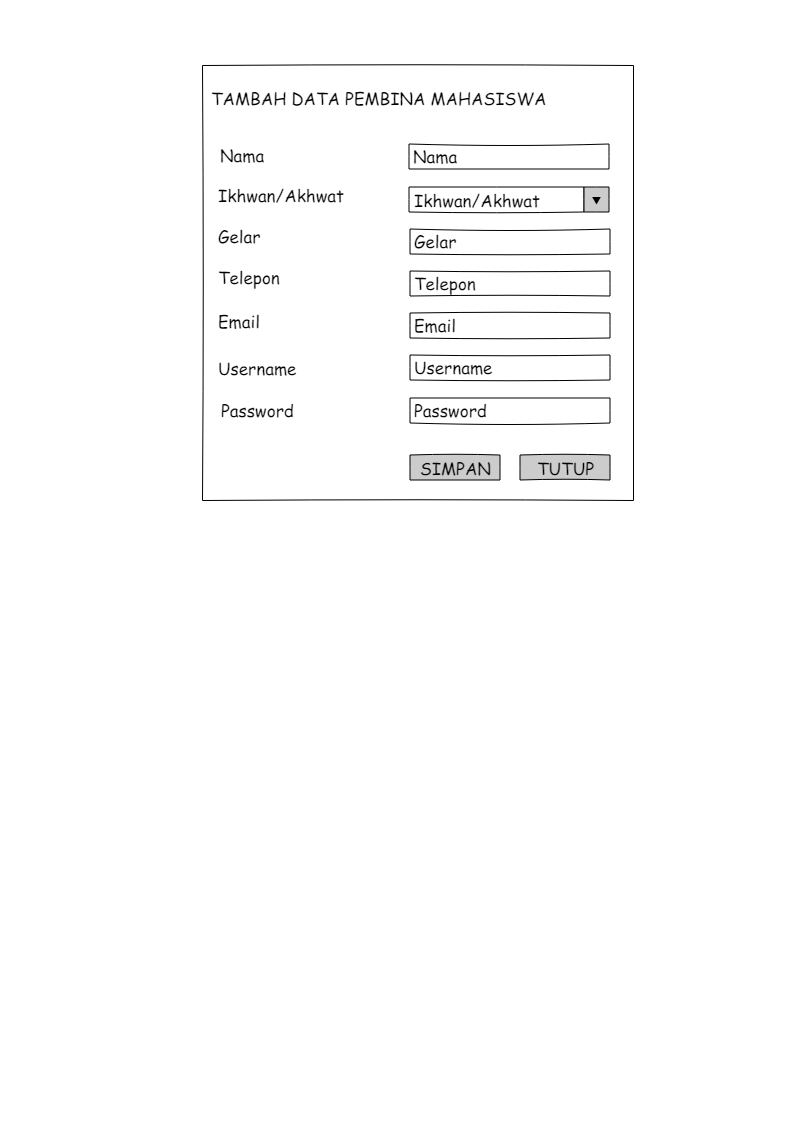 TAMBAH DATA PEMBINA MAHASISWA
Nama Nama
Ikhwan/Akhwat Ikhwan/Akhwat
Gelar Gelar
Telepon Telepon
Email Email
Username Username
Password Password
SIMPAN TUTUP